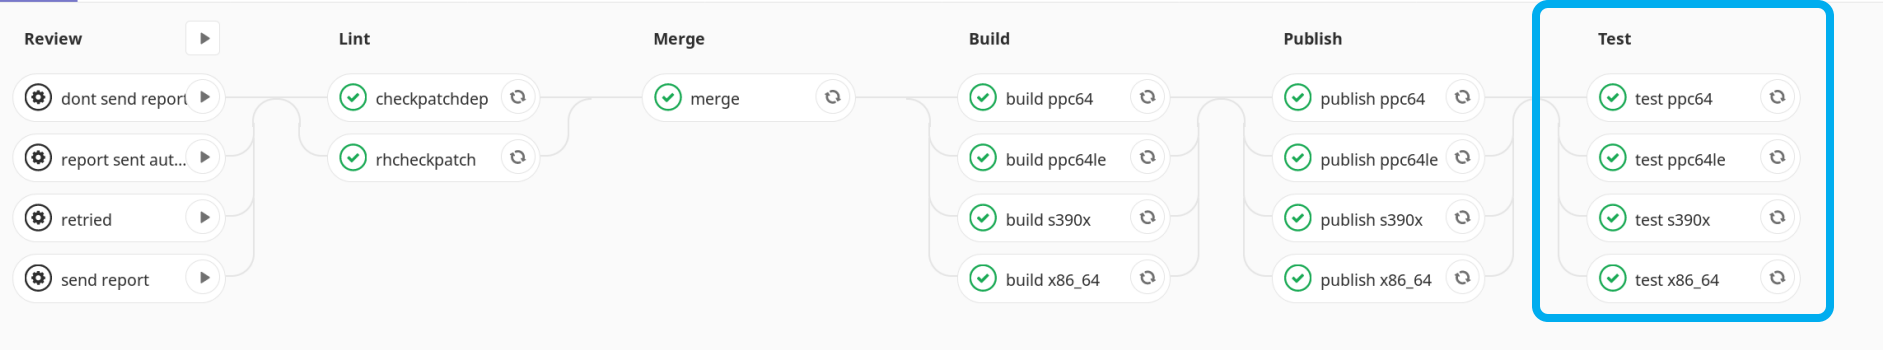 Review
dont send report
report sent aut...
retried
send report
Lint
checkpatchdep
rhcheckpatch
Merge
merge
Build
build ppc64
build ppc64le
build s390x
build x86_64
Publish
publish ppc64
publish ppc64le
publish s390x
publish x86_64
Test
test ppc64
test ppc64le
test s390x
test x86_64